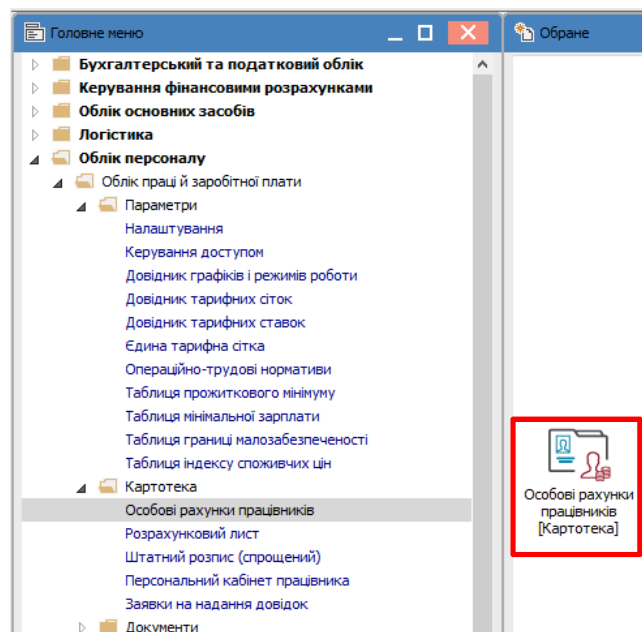 Головне меню
Обране
Бухгалтерський та податковий облік
Керування фінансовими розрахунками
Облік основних засобів
Логістика
Облік персоналу
Облік праці й заробітної плати
Параметри
Налаштування
Керування доступом
Довідник графіків і режимів роботи
Довідник тарифних сіток
Довідник тарифних ставок
Єдина тарифна сітка
Операційно-трудові нормативи
Таблиця прожиткового мінімуму
Таблиця мінімальної зарплати
Таблиця границі малозабезпеченості
Таблиця індексу споживчих цін
Картотека
Особові рахунки працівників
Розрахунковий лист
Штатний розпис (спрощений)
Персональний кабінет працівника
Заявки на надання довідок
Документи
Особові рахунки
працівників
[Картотека]